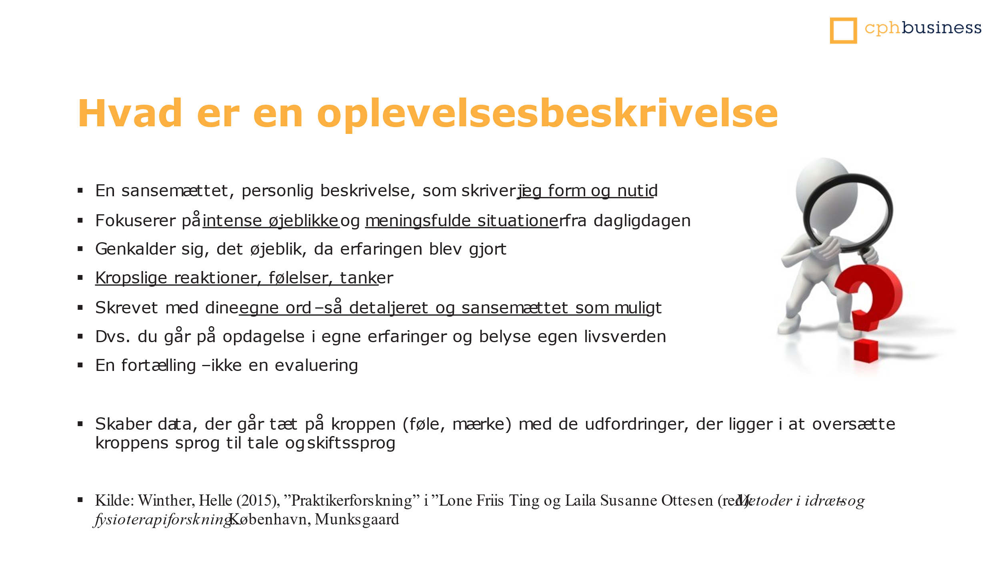 cphbusiness
Hvad er en oplevelsesbeskrivelse
▪ En sansemættet, personlig beskrivelse, som skriver jeg form og nutid
▪ Fokuserer på intense øjeblikke og meningsfulde situationer fra dagligdagen
▪ Genkalder sig, det øjeblik, da erfaringen blev gjort
▪ Kropslige reaktioner, følelser, tanker
▪ Skrevet med dine egne ord – så detaljeret og sansemættet som muligt
▪ Dvs. du går på opdagelse i egne erfaringer og belyse egen livsverden
▪ En fortælling – ikke en evaluering
▪ Skaber data, der går tæt på kroppen (føle, mærke) med de udfordringer, der ligger i at oversætte
kroppens sprog til tale og skiftssprog
▪ Kilde: Winther, Helle (2015), ”Praktikerforskning” i ”Lone Friis Ting og Laila Susanne Ottesen (red): Metoder i idræts- og
fysioterapiforskning. København, Munksgaard